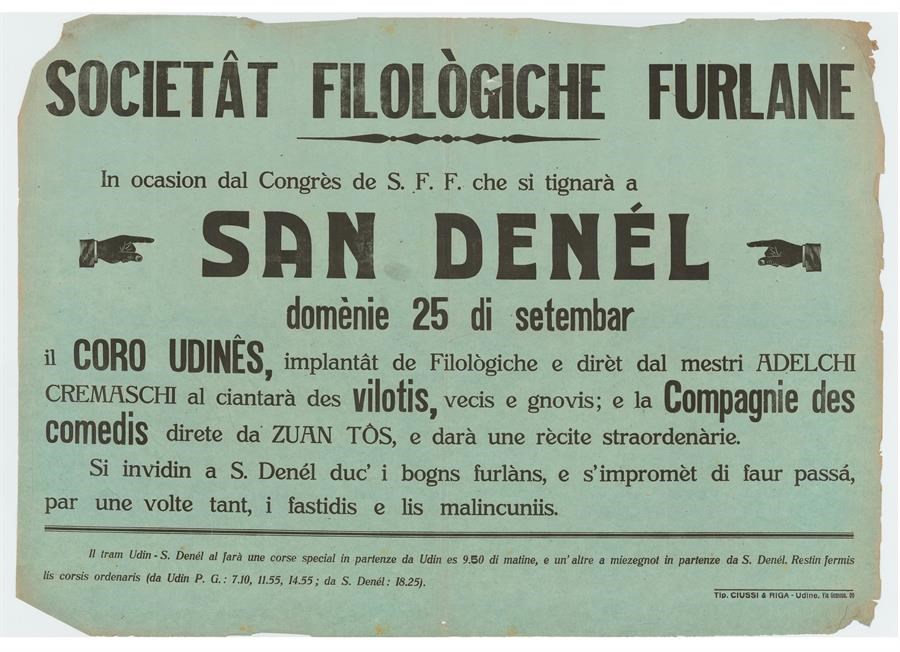 SOCIETÂT FILOLÒGICHE FURLANE
In ocasion dal Congrès de S. F. F. che si tignarà a
SAN DENÉL
domènie 25 di setembar
il CORO UDINÊS, implantât de Filològiche e dirèt dal mestri ADELCHI
CREMASCHI al ciantarà des vilotis, vecis e gnovis; e la Compagnie des
comedis direte da ZUAN TÔS, e darà une rècite straordenàrie.
Si invidin a S. Denél duc' i bogns furlàns, e s'impromèt di faur passá,
par une volte tant, i fastidis e lis malincuniis.
Il tram Udin - S. Denél al farà une corse special in partenze da Udin es 9.50 di matine, e un'altre a miezegnot in partenze da S. Denél. Restin fermis
lis corsis ordenaris (da Udin P. G.: 7.10, 11.55, 14.55; da S. Denél: 18.25).
Tip. CIUSSI & RIGA - Udine, Via